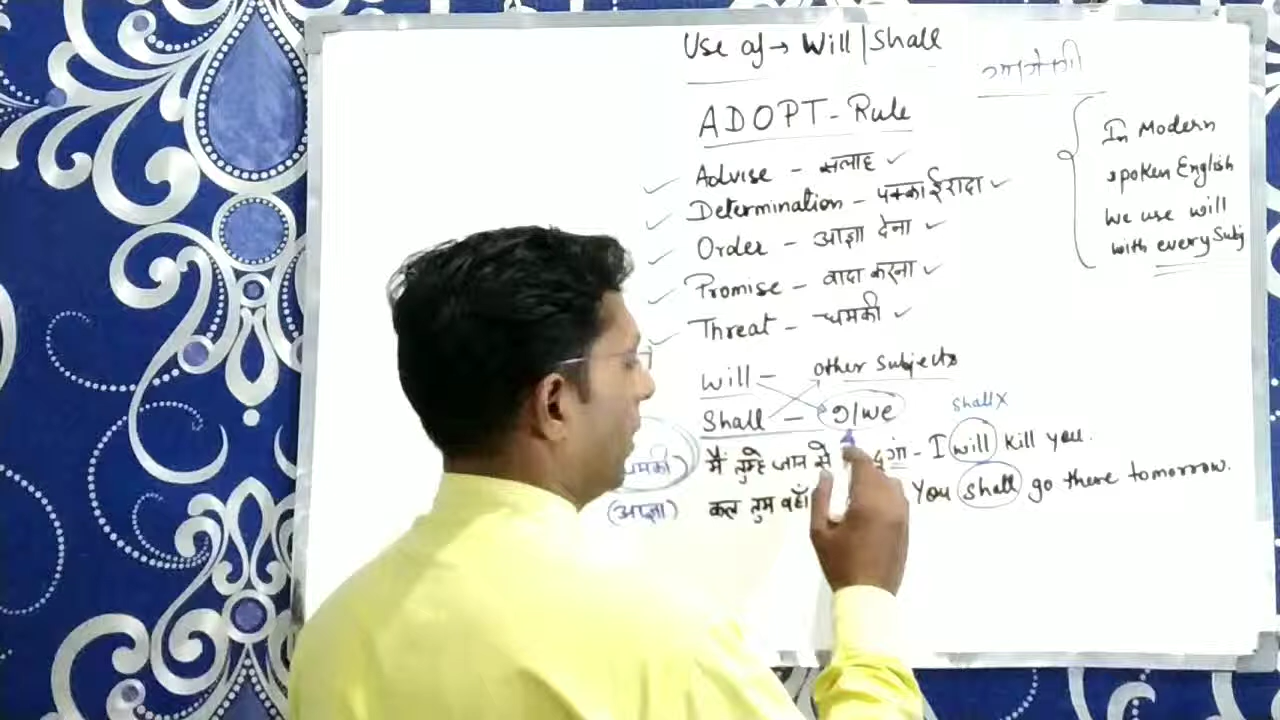 Use of → Will/Shall
ADOPT - Rule
Advise - सलाह ✓
Determination - पक्का ईरादा ✓
Order - आज्ञा देना ✓
Promise - वादा करना ✓
Threat - धमकी ✓
Will - other subjects
Shall - I/we
shall X
मैं तुम्हे जान से - I will kill you.
(आज्ञा) कल तुम वहाँ You shall go there tomorrow.
In Modern
spoken English
we use will
with every Subj